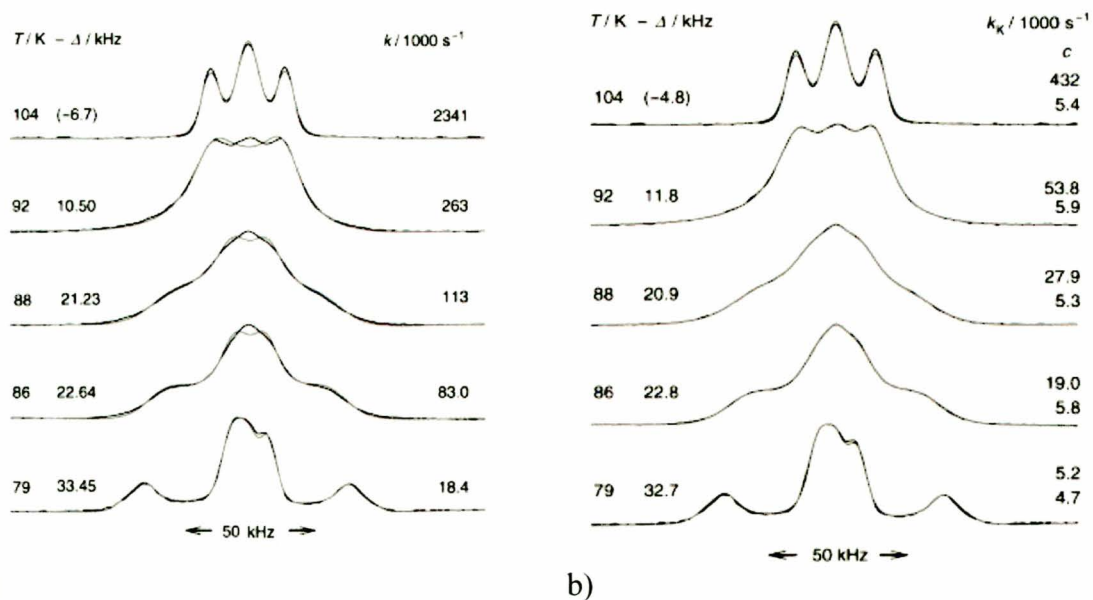 T / K – Δ / kHz k / 1000 s⁻¹
104 (–6.7) 2341
92 10.50 263
88 21.23 113
86 22.64 83.0
79 33.45 18.4
← 50 kHz →
T / K – Δ / kHz k_K / 1000 s⁻¹
c
432
104 (–4.8)
5.4
53.8
92 11.8
5.9
27.9
88 20.9
5.3
19.0
86 22.8
5.8
5.2
79 32.7
4.7
← 50 kHz →
b)